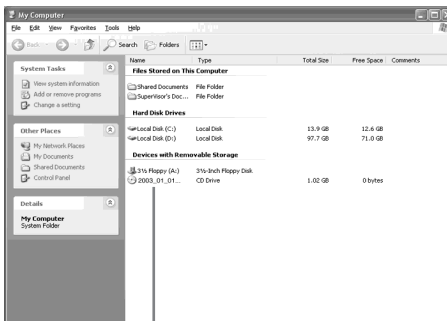 My Computer
File Edit View Favorites Tools Help
Back Search Folders
System Tasks
View system information
Add or remove programs
Change a setting
Other Places
My Network Places
My Documents
Shared Documents
Control Panel
Details
My Computer
System Folder
Name Type Total Size Free Space Comments
Files Stored on This Computer
Shared Documents File Folder
SuperVisor's Doc... File Folder
Hard Disk Drives
Local Disk (C:) Local Disk 13.9 GB 12.6 GB
Local Disk (D:) Local Disk 97.7 GB 71.0 GB
Devices with Removable Storage
3½ Floppy (A:) 3½-Inch Floppy Disk
2003_01_01... CD Drive 1.02 GB 0 bytes